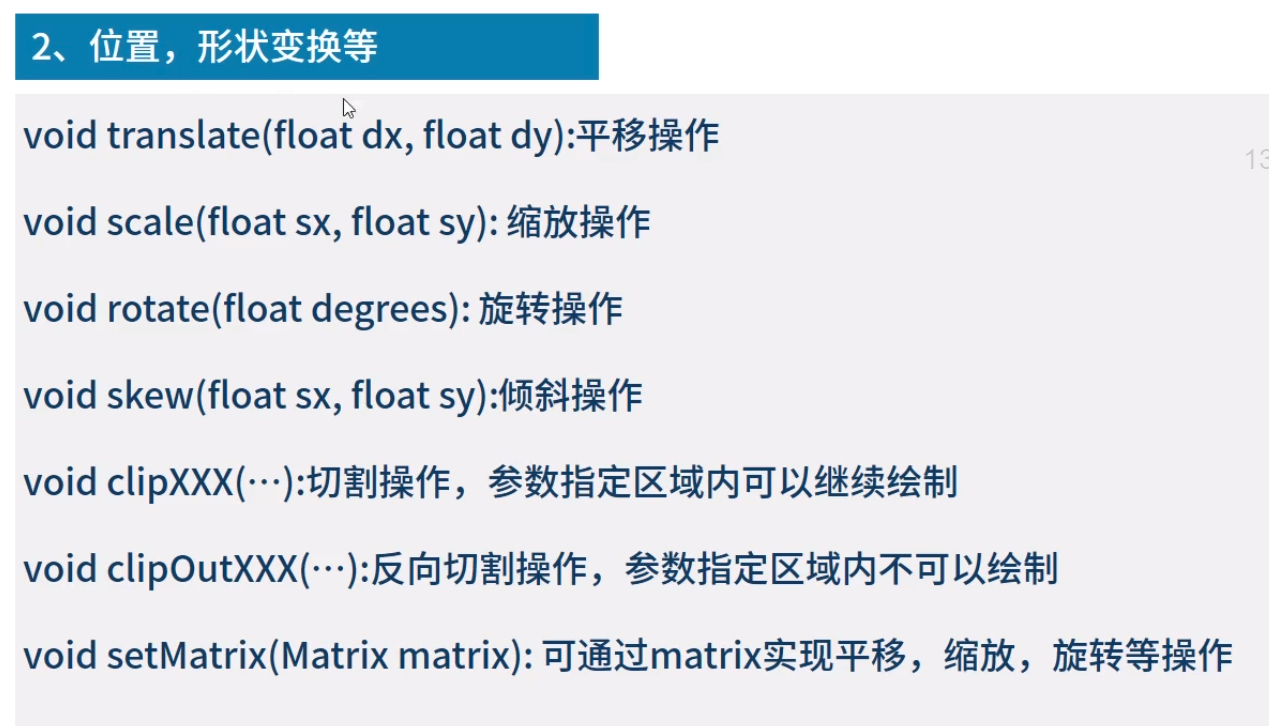 2、位置，形状变换等
void translate(float dx, float dy):平移操作
13
void scale(float sx, float sy): 缩放操作
void rotate(float degrees): 旋转操作
void skew(float sx, float sy):倾斜操作
void clipXXX(…):切割操作，参数指定区域内可以继续绘制
void clipOutXXX(…):反向切割操作，参数指定区域内不可以绘制
void setMatrix(Matrix matrix): 可通过matrix实现平移，缩放，旋转等操作